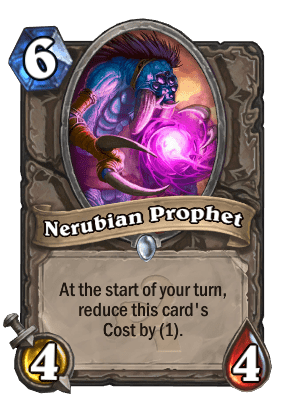 6
Nerubian Prophet
At the start of your turn,
reduce this card's
Cost by (1).
4 4